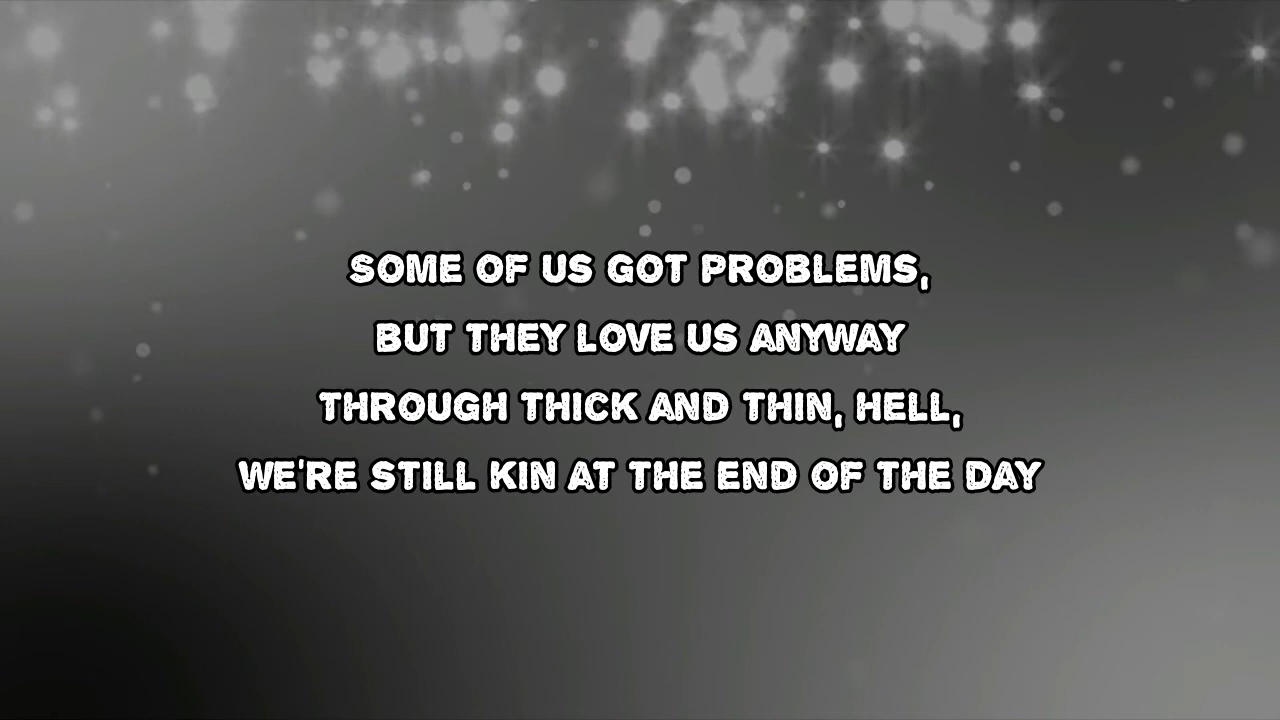 SOME OF US GOT PROBLEMS,
BUT THEY LOVE US ANYWAY
THROUGH THICK AND THIN, HELL,
WE'RE STILL KIN AT THE END OF THE DAY